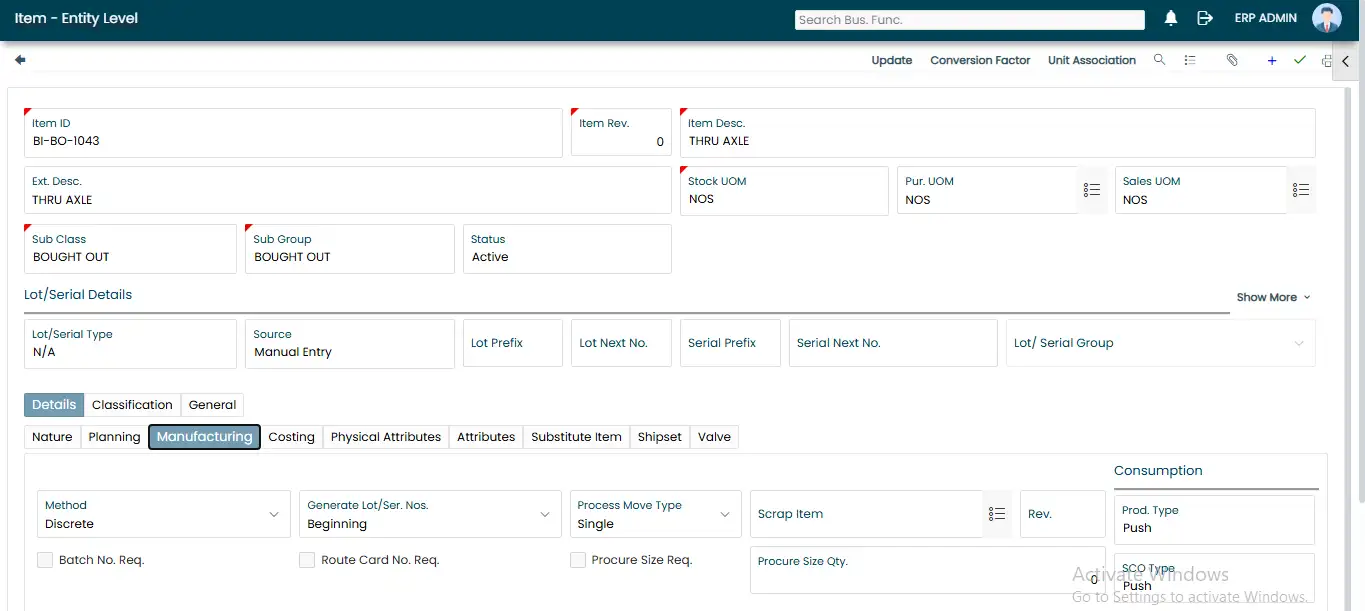 Item - Entity Level
Search Bus. Func.
ERP ADMIN
Update Conversion Factor Unit Association
Item ID
BI-BO-1043
Item Rev.
0
Item Desc.
THRU AXLE
Ext. Desc.
THRU AXLE
Stock UOM
NOS
Pur. UOM
NOS
Sales UOM
NOS
Sub Class
BOUGHT OUT
Sub Group
BOUGHT OUT
Status
Active
Lot/Serial Details
Show More
Lot/Serial Type
N/A
Source
Manual Entry
Lot Prefix
Lot Next No.
Serial Prefix
Serial Next No.
Lot/ Serial Group
Details Classification General
Nature Planning Manufacturing Costing Physical Attributes Attributes Substitute Item Shipset Valve
Consumption
Method
Discrete
Generate Lot/Ser. Nos.
Beginning
Process Move Type
Single
Scrap Item
Rev.
Prod. Type
Push
Batch No. Req.
Route Card No. Req.
Procure Size Req.
Procure Size Qty.
0
SCO Type
Push
Activate Windows
Go to Settings to activate Windows.